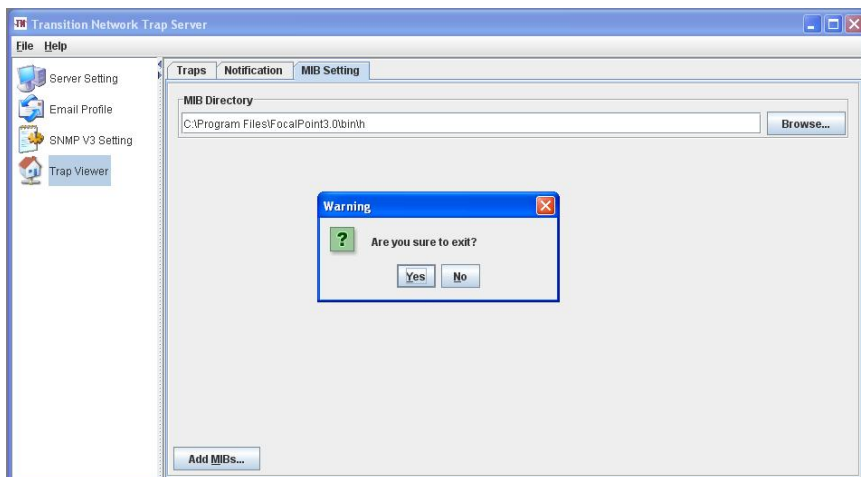 Transition Network Trap Server
File Help
Server Setting
Email Profile
SNMP V3 Setting
Trap Viewer
Traps Notification MIB Setting
MIB Directory
C:\Program Files\FocalPoint3.0\bin\h
Browse...
Warning
Are you sure to exit?
Yes No
Add MIBs...